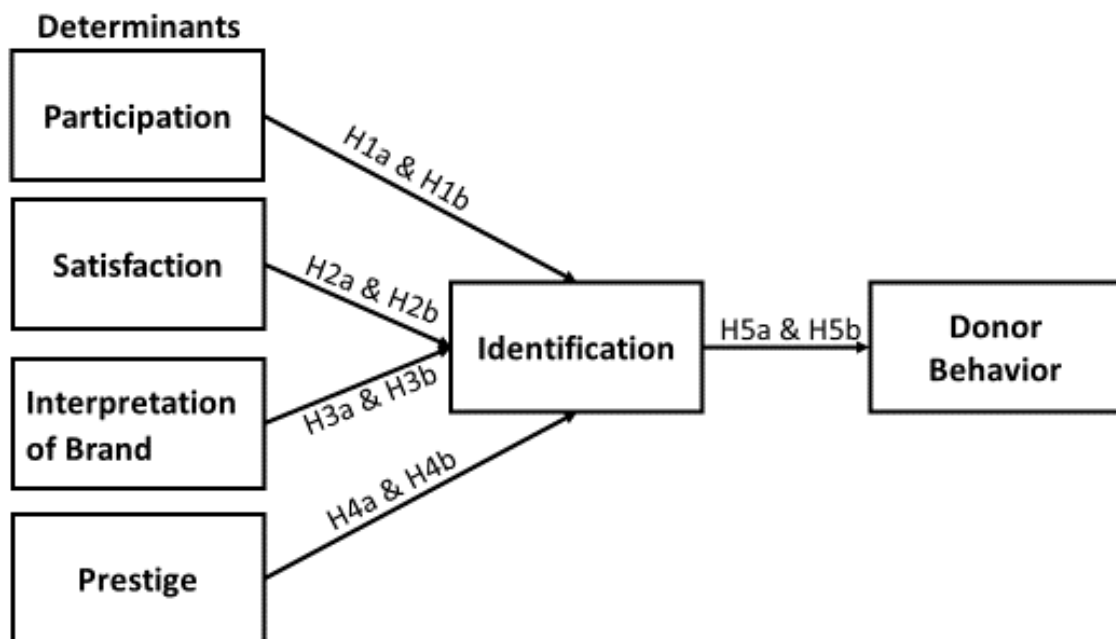 Determinants
Participation
H1a & H1b
Satisfaction
H2a & H2b
Interpretation
of Brand
H3a & H3b
Prestige
H4a & H4b
Identification
H5a & H5b
Donor
Behavior